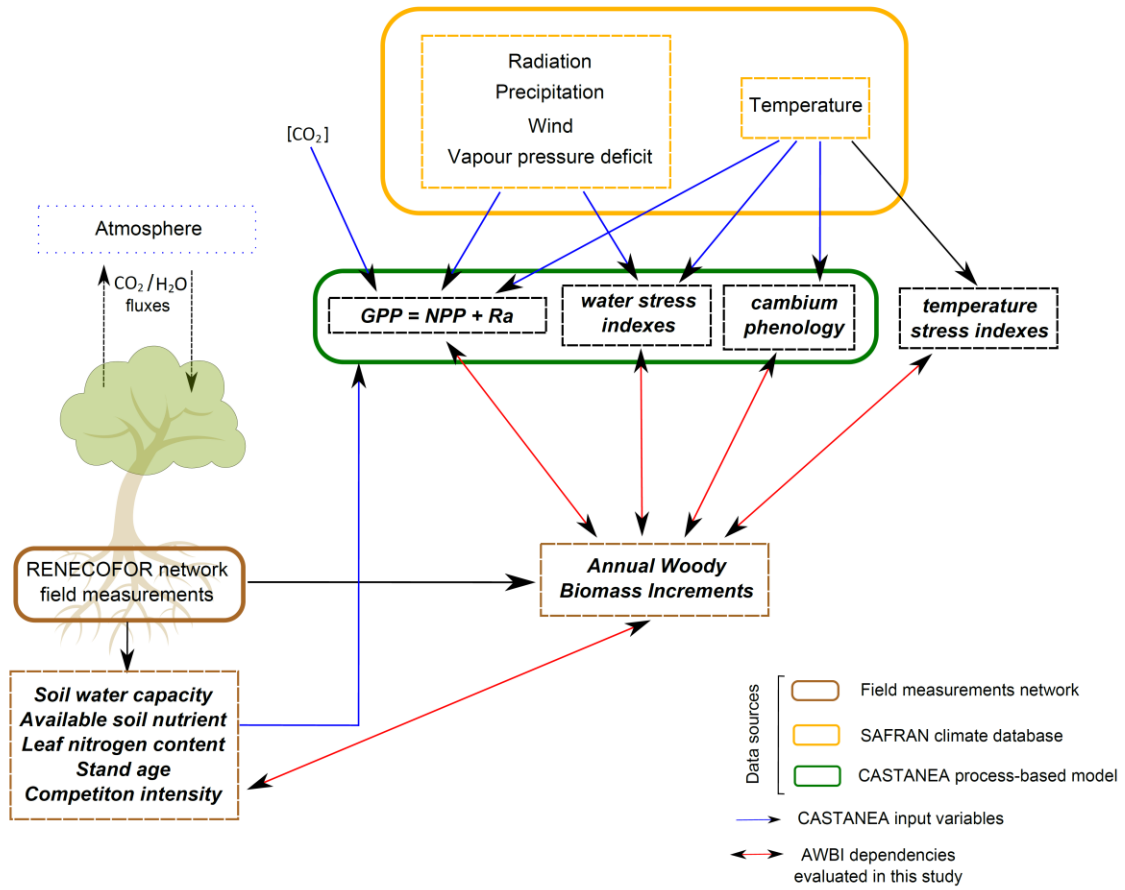 Radiation
Precipitation
Wind
Vapour pressure deficit
Temperature
[CO₂]
Atmosphere
CO₂/H₂O
fluxes
GPP = NPP + Ra
water stress
indexes
cambium
phenology
temperature
stress indexes
RENECOFOR network
field measurements
Annual Woody
Biomass Increments
Soil water capacity
Available soil nutrient
Leaf nitrogen content
Stand age
Competiton intensity
Data sources
Field measurements network
SAFRAN climate database
CASTANEA process-based model
CASTANEA input variables
AWBI dependencies
evaluated in this study